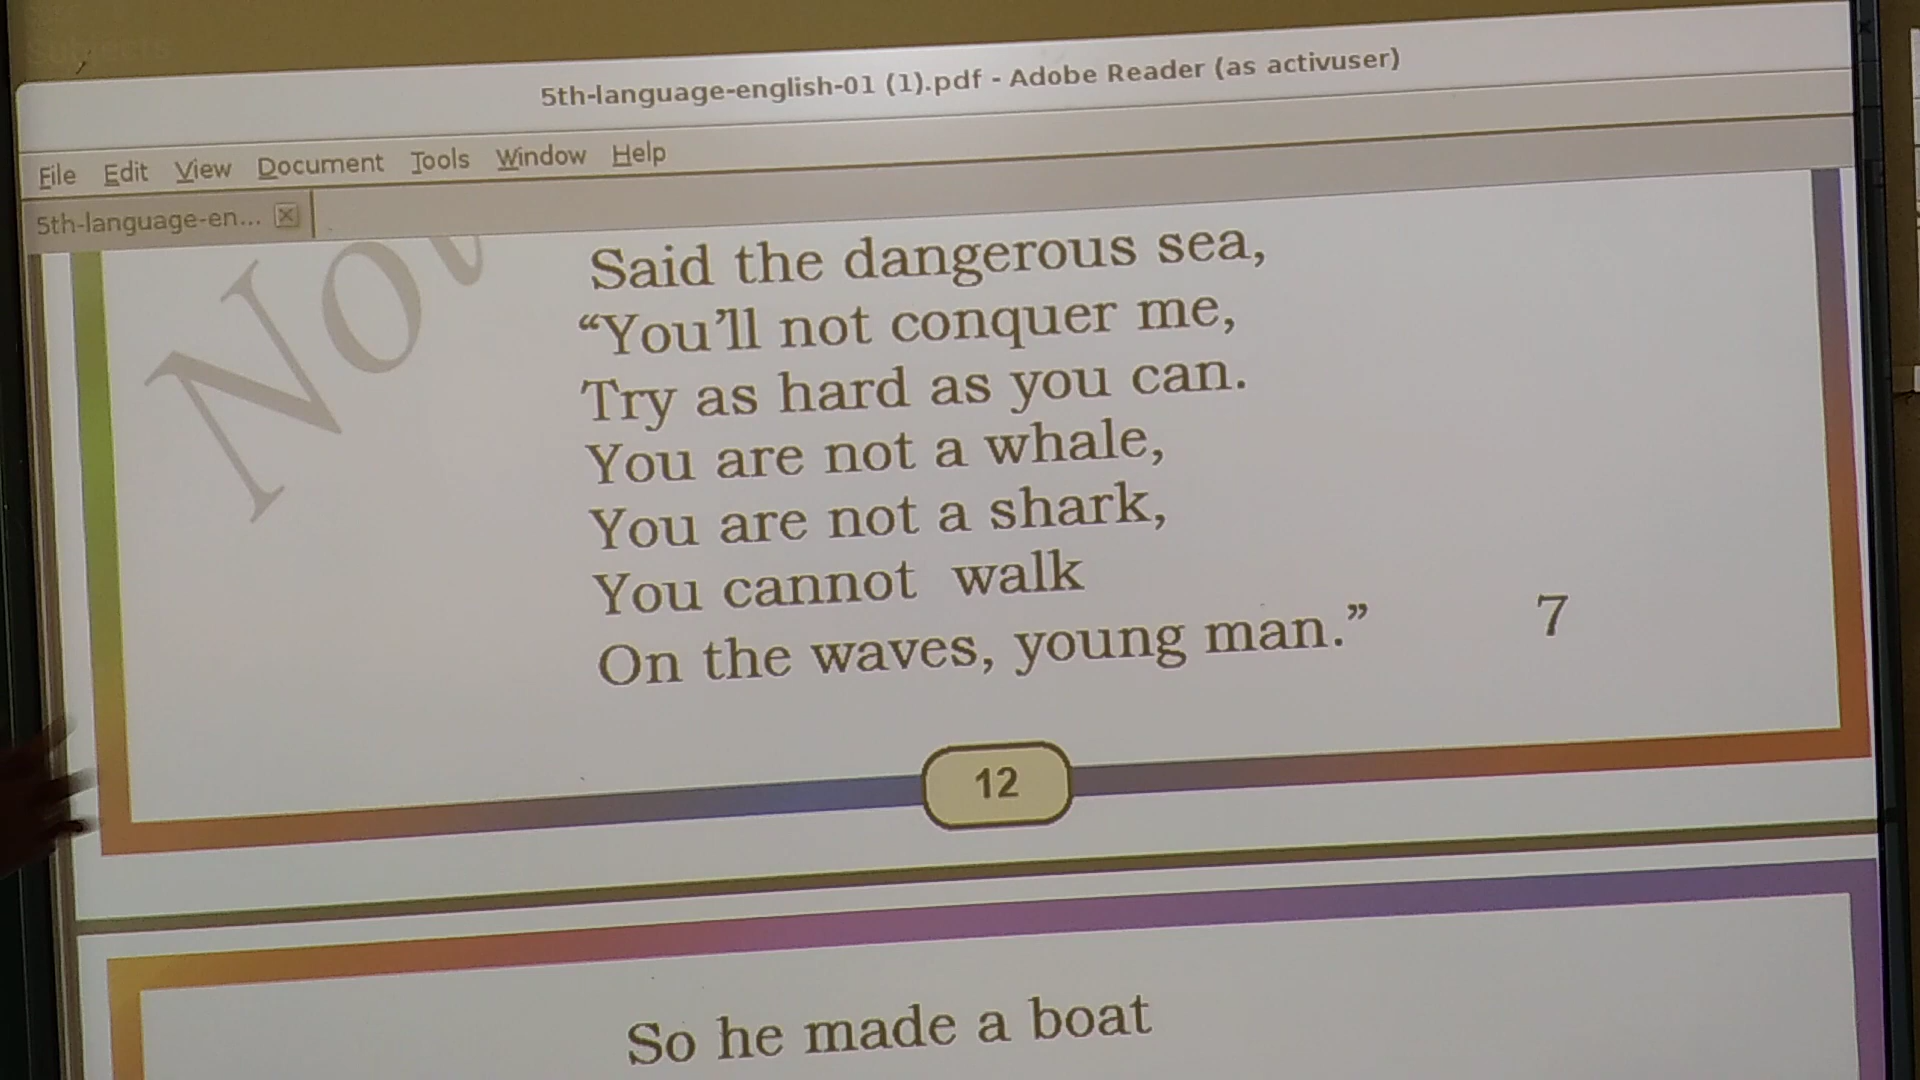 Subjects
5th-language-english-01 (1).pdf - Adobe Reader (as activuser)
File Edit View Document Tools Window Help
5th-language-en...
Said the dangerous sea,
“You’ll not conquer me,
Try as hard as you can.
You are not a whale,
You are not a shark,
You cannot walk
On the waves, young man.” 7
12
So he made a boat